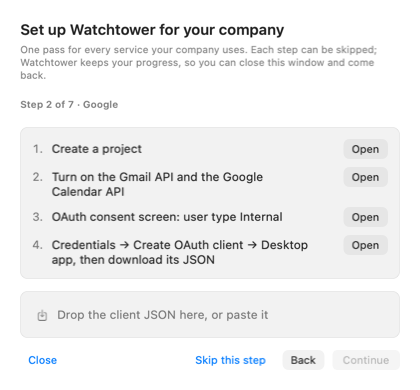 Set up Watchtower for your company
One pass for every service your company uses. Each step can be skipped;
Watchtower keeps your progress, so you can close this window and come
back.
Step 2 of 7 · Google
1. Create a project Open
2. Turn on the Gmail API and the Google Open
Calendar API
3. OAuth consent screen: user type Internal Open
4. Credentials → Create OAuth client → Desktop Open
app, then download its JSON
Drop the client JSON here, or paste it
Close Skip this step Back Continue